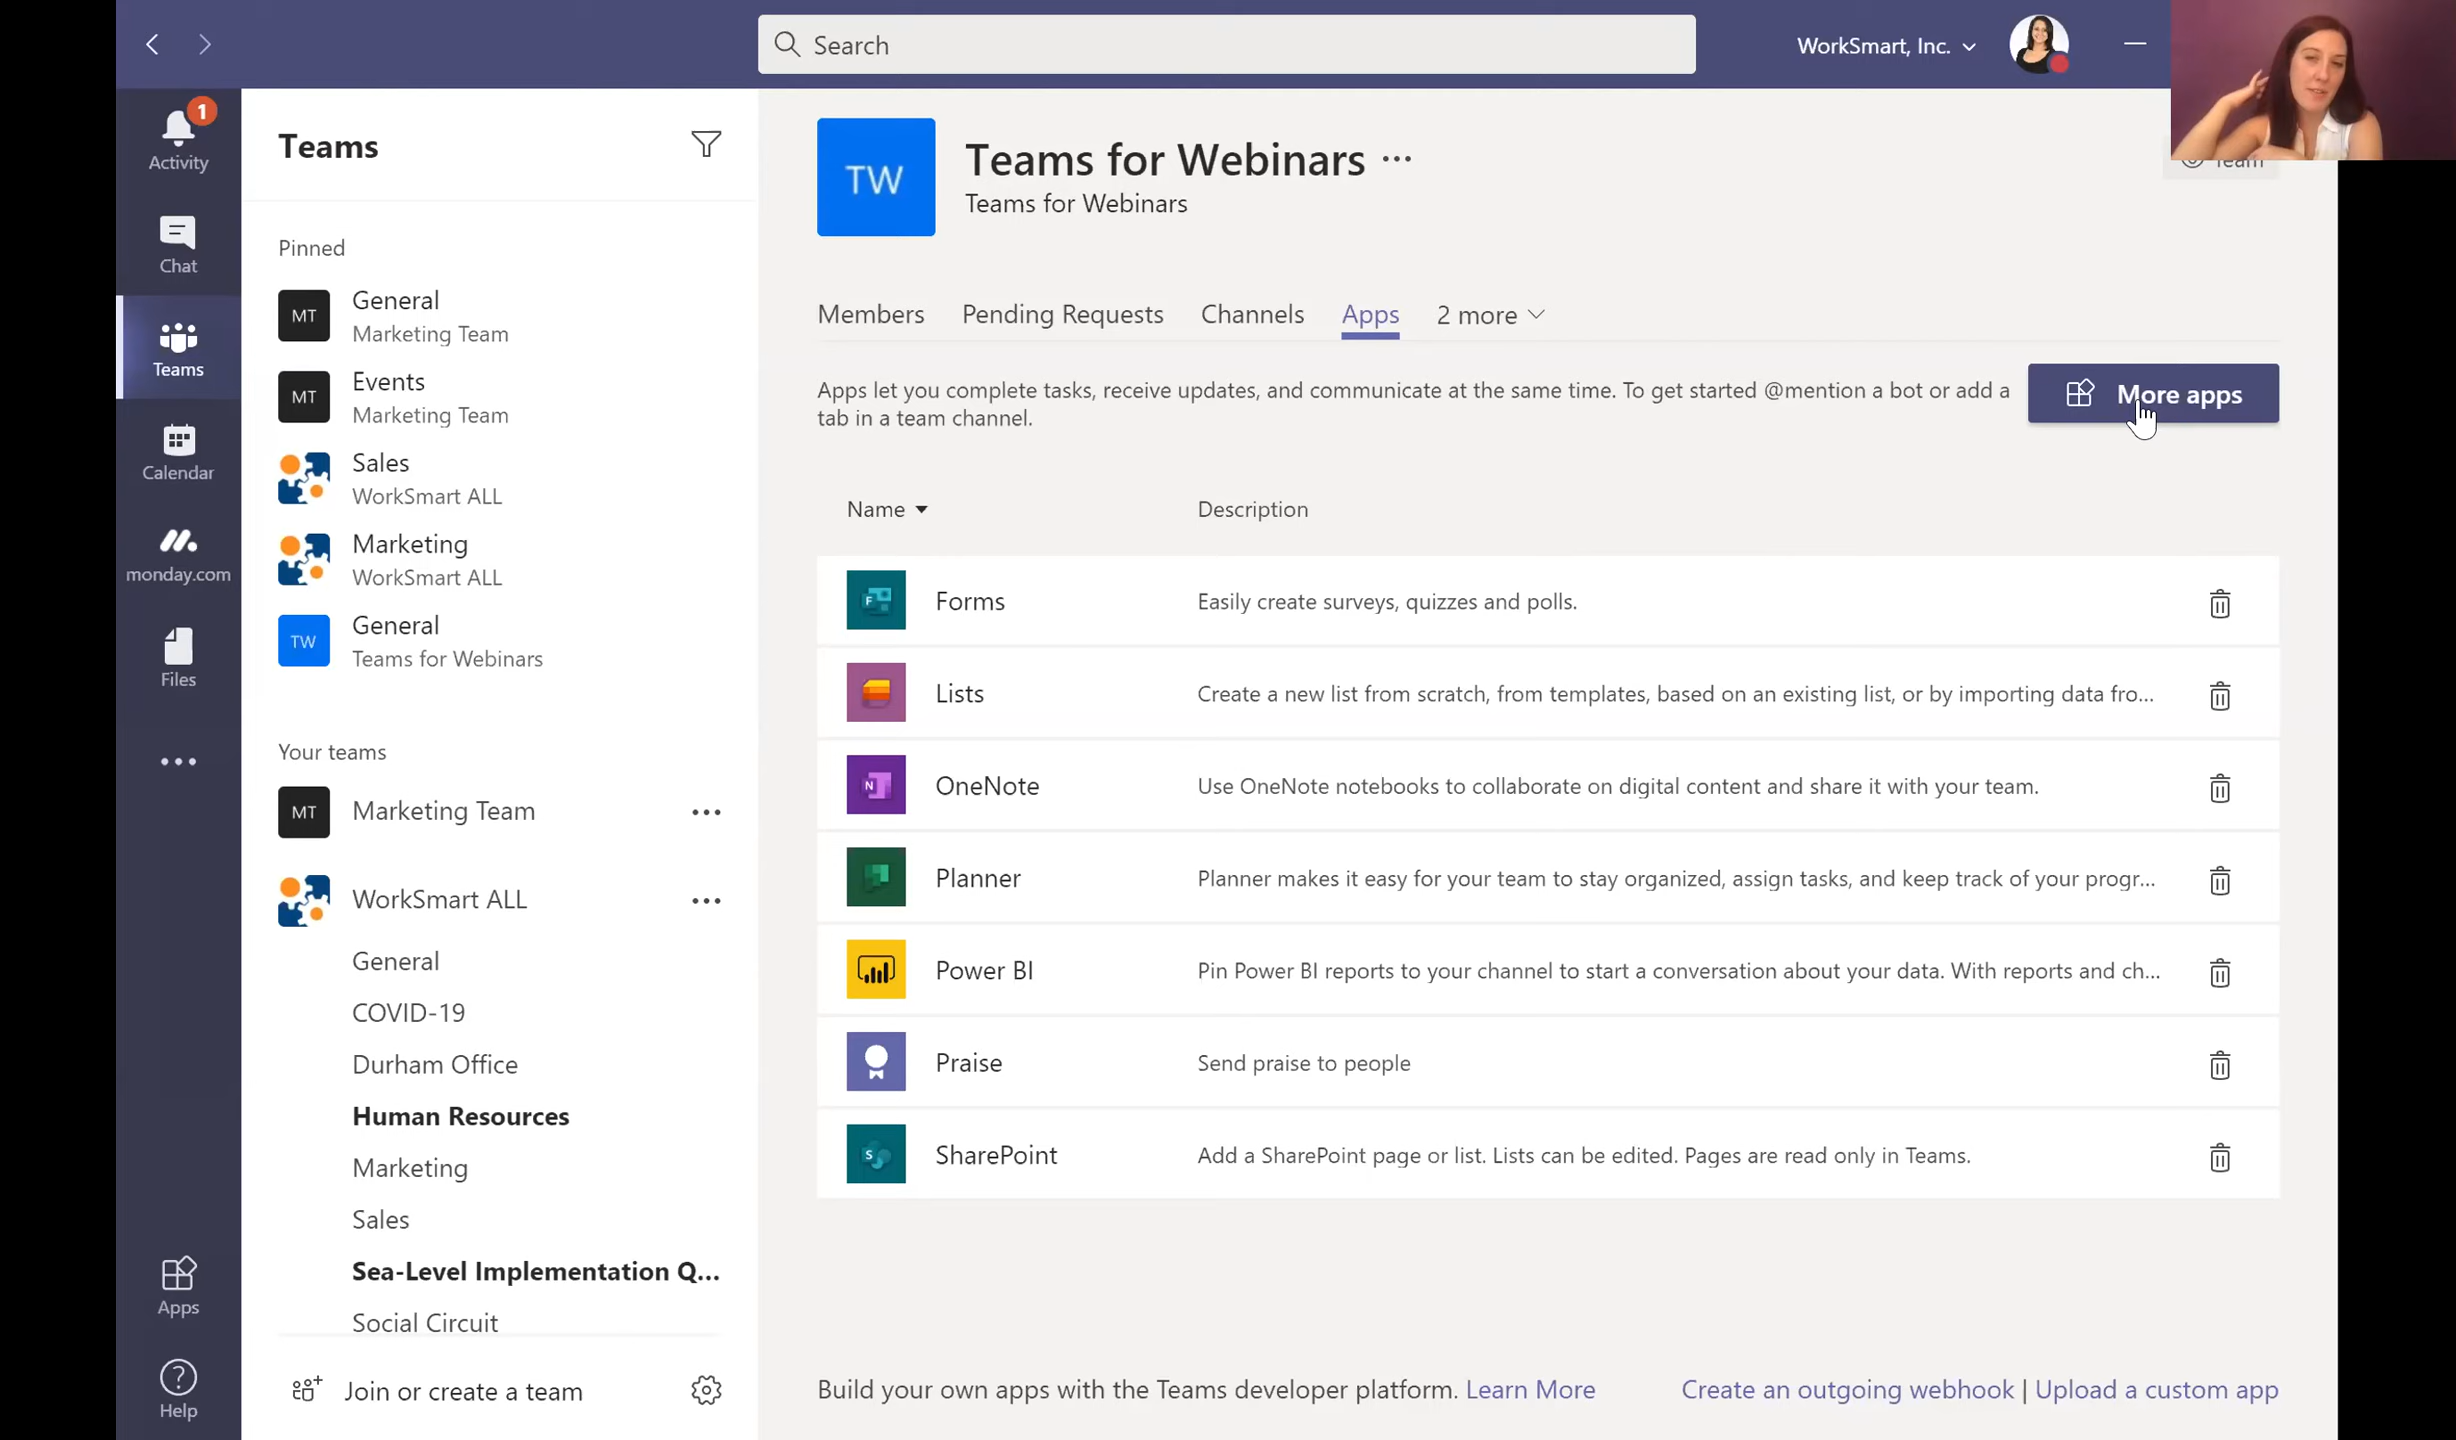 Search
WorkSmart, Inc.
1
Activity
Chat
Teams
Calendar
monday.com
Files
Apps
Help
Teams
Pinned
MT
General
Marketing Team
MT
Events
Marketing Team
Sales
WorkSmart ALL
Marketing
WorkSmart ALL
TW
General
Teams for Webinars
Your teams
MT
Marketing Team
WorkSmart ALL
General
COVID-19
Durham Office
Human Resources
Marketing
Sales
Sea-Level Implementation Q...
Social Circuit
Join or create a team
TW
Teams for Webinars
Teams for Webinars
Team
Members Pending Requests Channels Apps 2 more
Apps let you complete tasks, receive updates, and communicate at the same time. To get started @mention a bot or add a
tab in a team channel.
More apps
Name Description
Forms Easily create surveys, quizzes and polls.
Lists Create a new list from scratch, from templates, based on an existing list, or by importing data fro...
OneNote Use OneNote notebooks to collaborate on digital content and share it with your team.
Planner Planner makes it easy for your team to stay organized, assign tasks, and keep track of your progr...
Power BI Pin Power BI reports to your channel to start a conversation about your data. With reports and ch...
Praise Send praise to people
SharePoint Add a SharePoint page or list. Lists can be edited. Pages are read only in Teams.
Build your own apps with the Teams developer platform. Learn More
Create an outgoing webhook | Upload a custom app